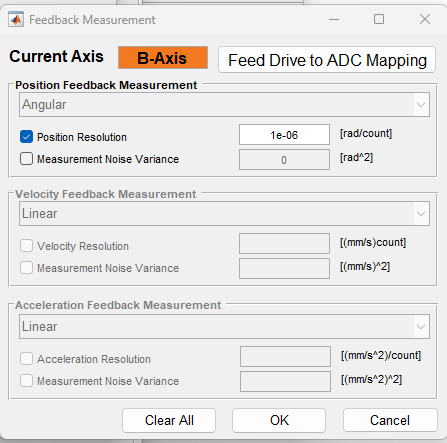 Feedback Measurement
Current Axis B-Axis Feed Drive to ADC Mapping
Position Feedback Measurement
Angular
Position Resolution 1e-06 [rad/count]
Measurement Noise Variance 0 [rad^2]
Velocity Feedback Measurement
Linear
Velocity Resolution [(mm/s)count]
Measurement Noise Variance [(mm/s)^2]
Acceleration Feedback Measurement
Linear
Acceleration Resolution [(mm/s^2)/count]
Measurement Noise Variance [(mm/s^2)^2]
Clear All OK Cancel